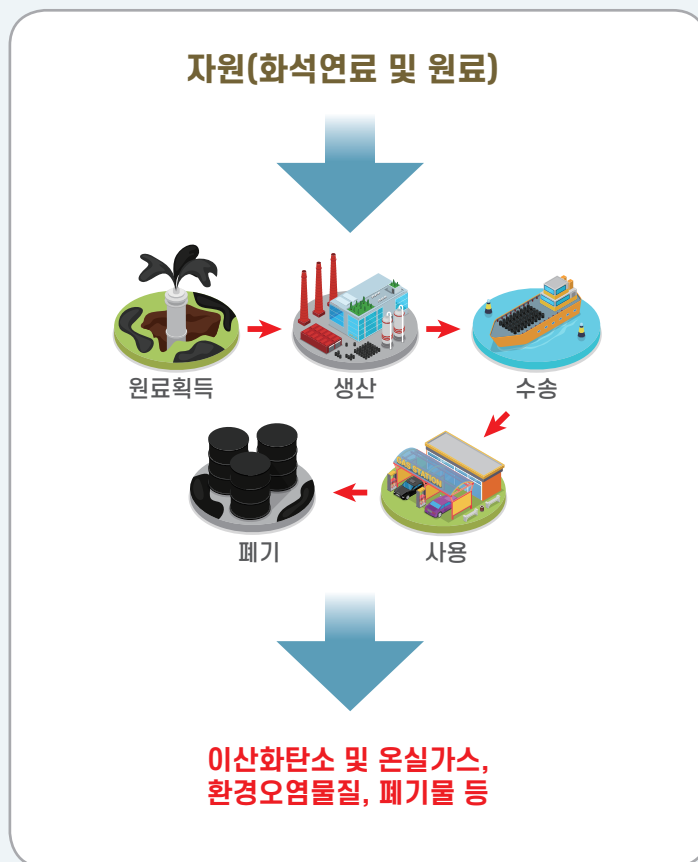 자원(화석연료 및 원료)
원료획득
생산
수송
GAS STATION
폐기
사용
이산화탄소 및 온실가스,
환경오염물질, 폐기물 등